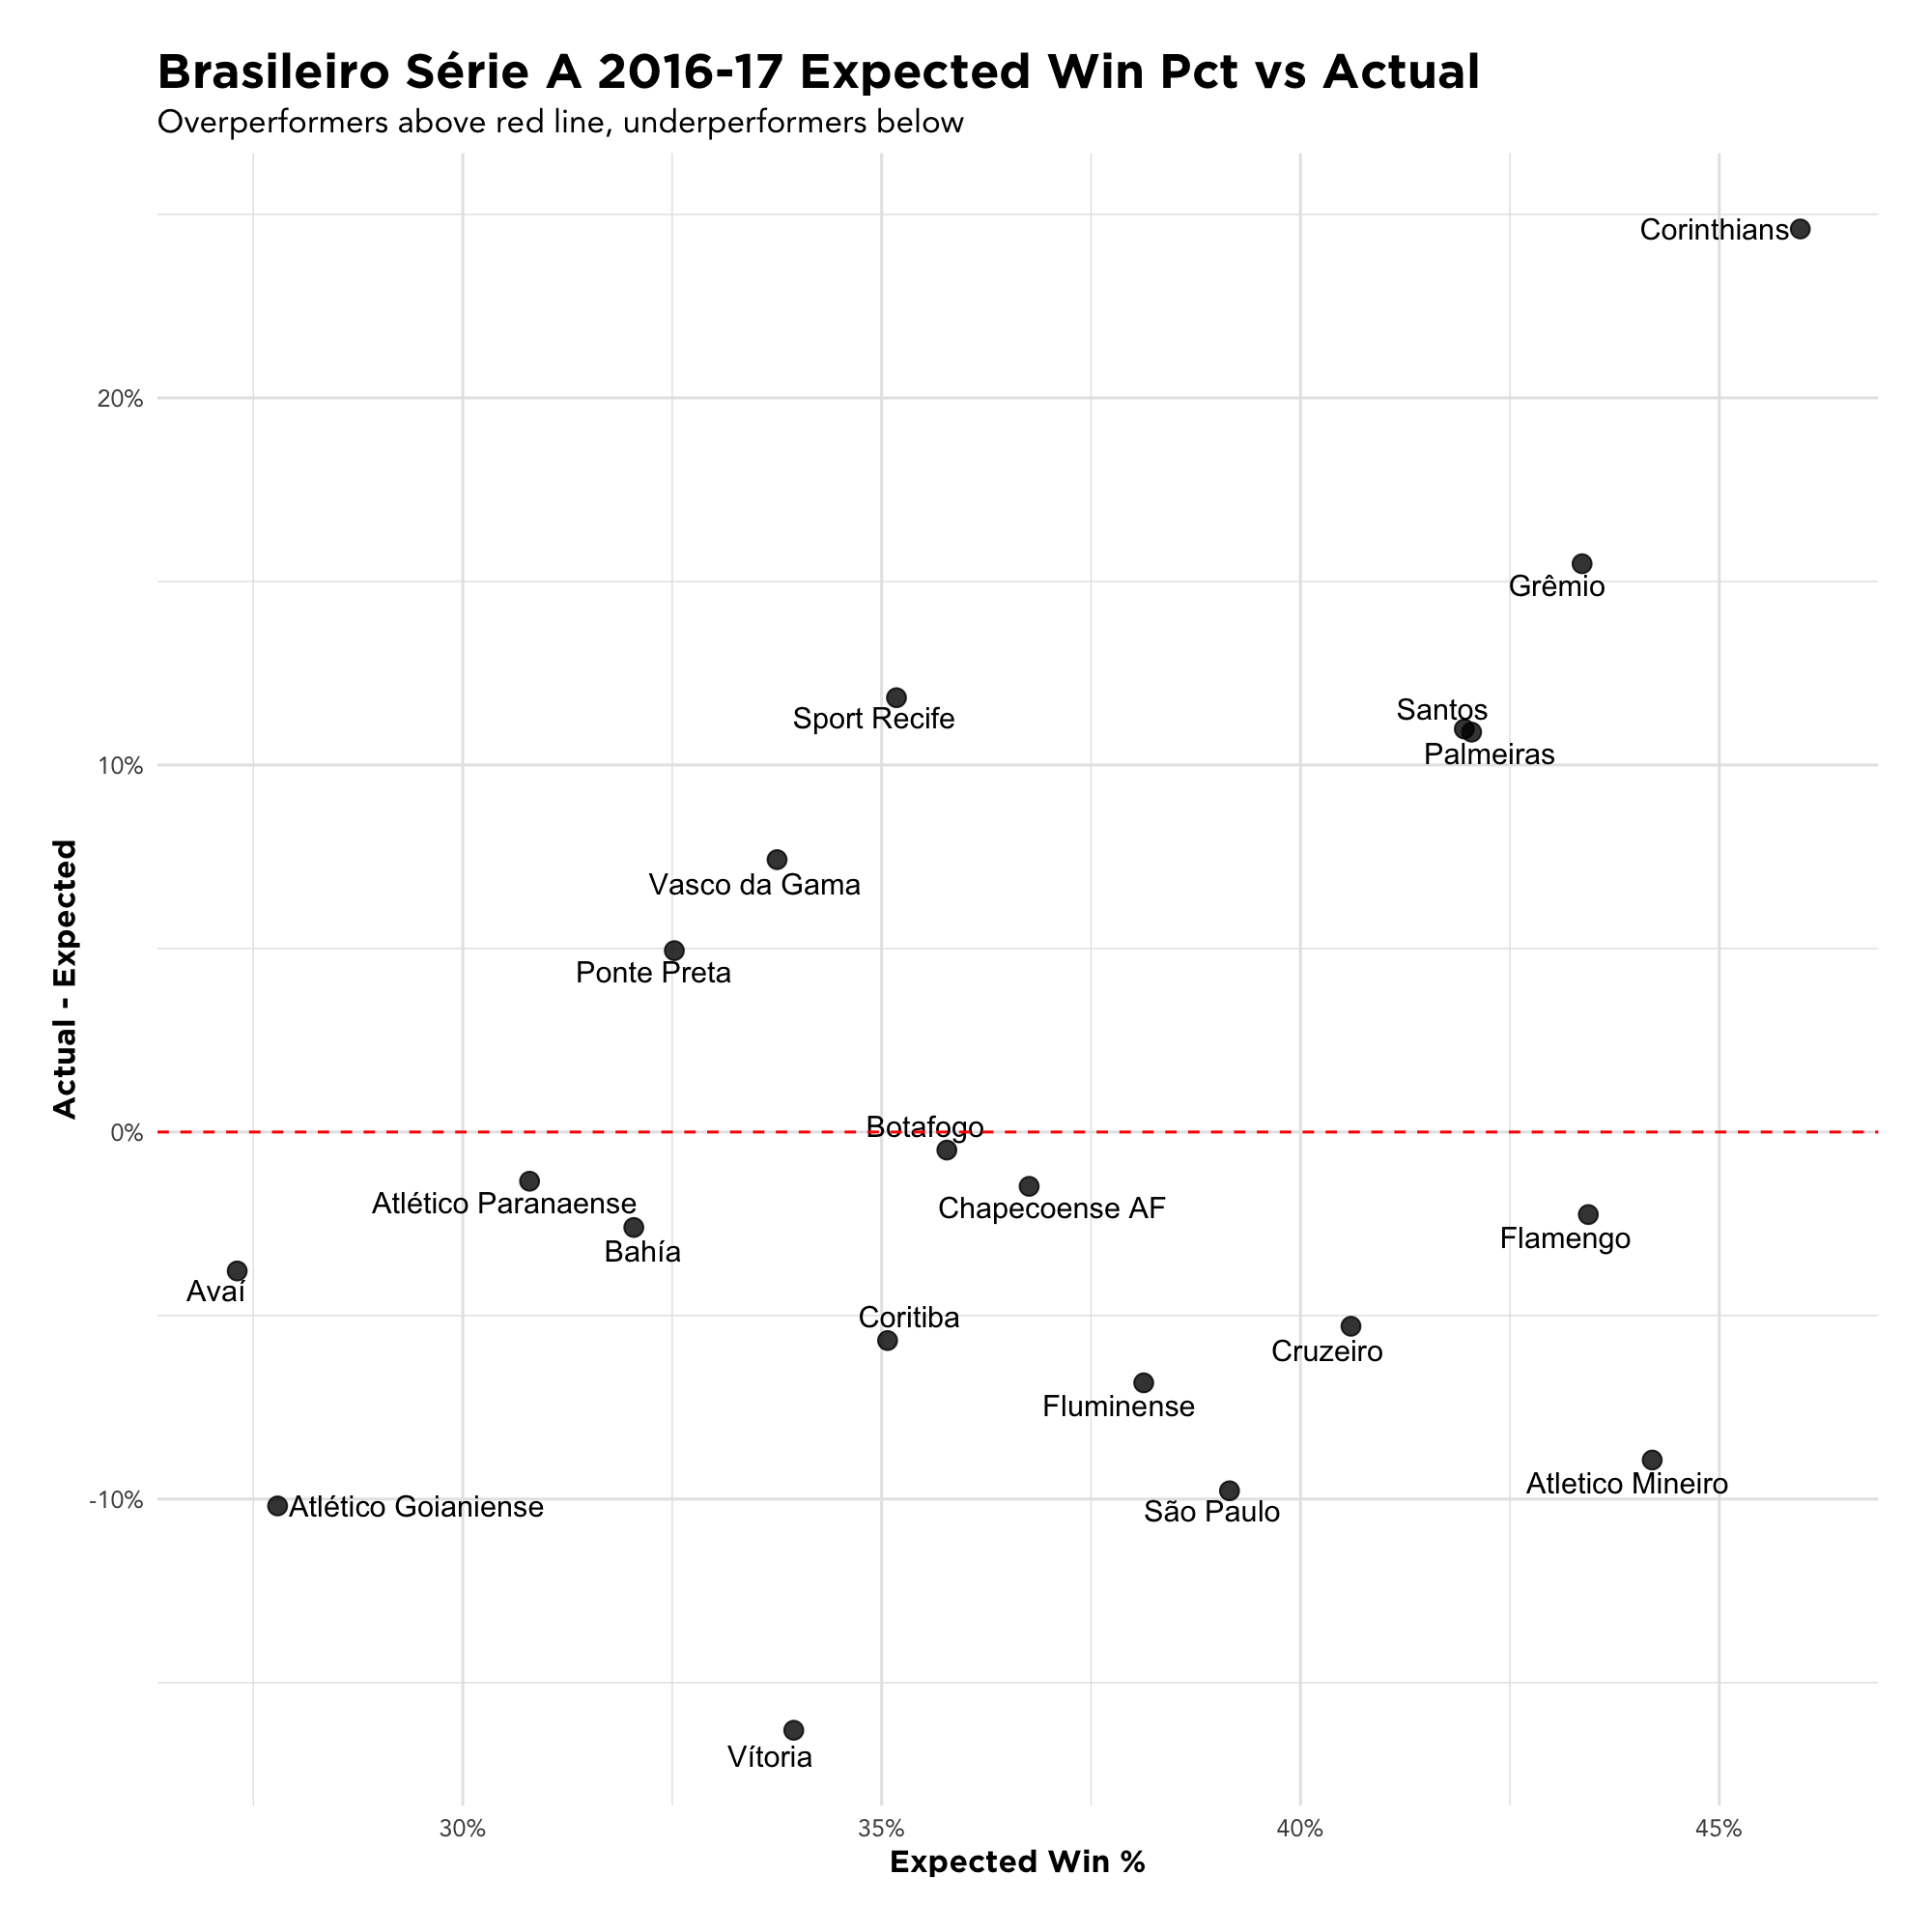 Brasileiro Série A 2016-17 Expected Win Pct vs Actual
Overperformers above red line, underperformers below
Corinthians
20%
Grêmio
Sport Recife
Santos
Palmeiras
10%
Vasco da Gama
Ponte Preta
Actual - Expected
Botafogo
0%
Atlético Paranaense
Chapecoense AF
Flamengo
Bahía
Avaí
Coritiba
Cruzeiro
Fluminense
Atletico Mineiro
-10%
Atlético Goianiense
São Paulo
Vítoria
30%
35%
40%
45%
Expected Win %